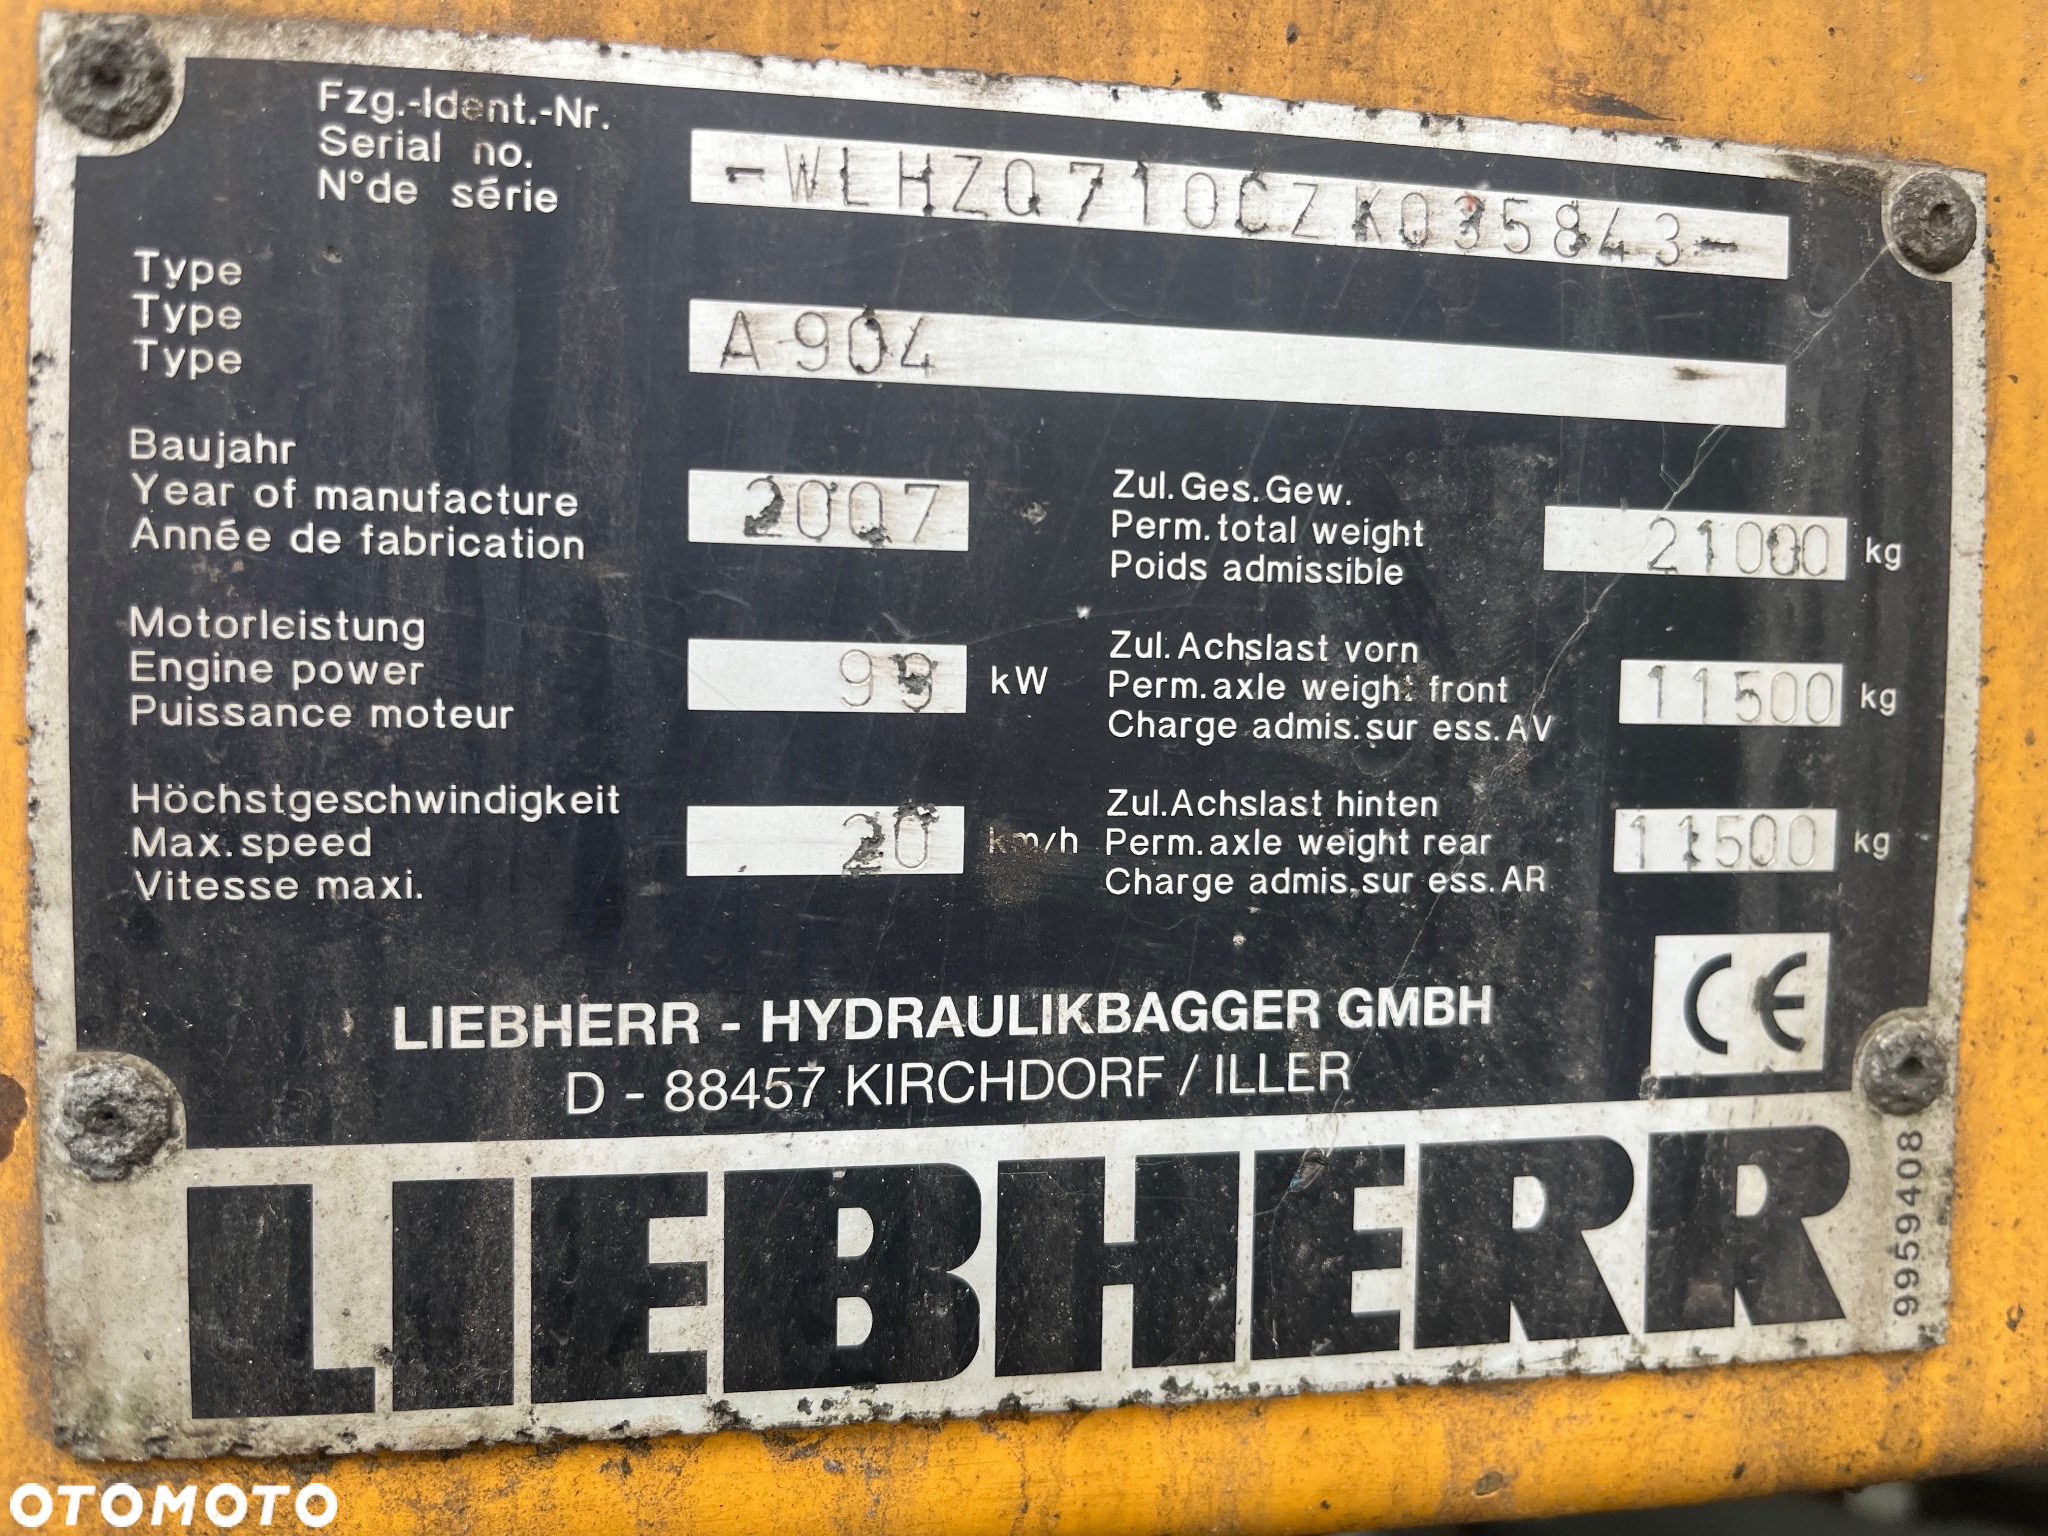 Fzg.-Ident.-Nr.
Serial no.
N°de série
-WLHZ0710CZK035843-
Type
Type
Type
A904
Baujahr
Year of manufacture
Année de fabrication
2007
Zul.Ges.Gew.
Perm.total weight
Poids admissible
21000 kg
Motorleistung
Engine power
Puissance moteur
99 kW
Zul.Achslast vorn
Perm.axle weight front
Charge admis.sur ess.AV
11500 kg
Höchstgeschwindigkeit
Max.speed
Vitesse maxi.
20 km/h
Zul.Achslast hinten
Perm.axle weight rear
Charge admis.sur ess.AR
11500 kg
CE
LIEBHERR - HYDRAULIKBAGGER GMBH
D - 88457 KIRCHDORF / ILLER
LIEBHERR
9959408
OTOMOTO